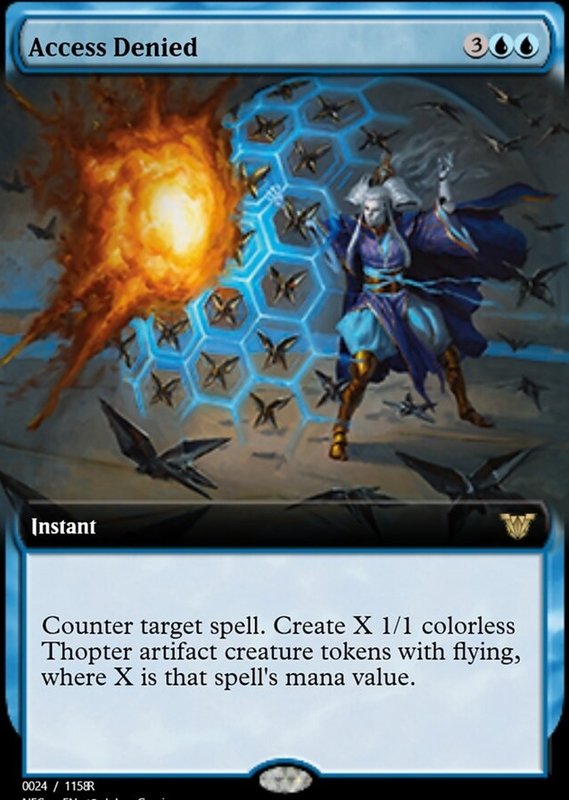 Access Denied 3
Instant
Counter target spell. Create X 1/1 colorless
Thopter artifact creature tokens with flying,
where X is that spell's mana value.
0024 / 1158R